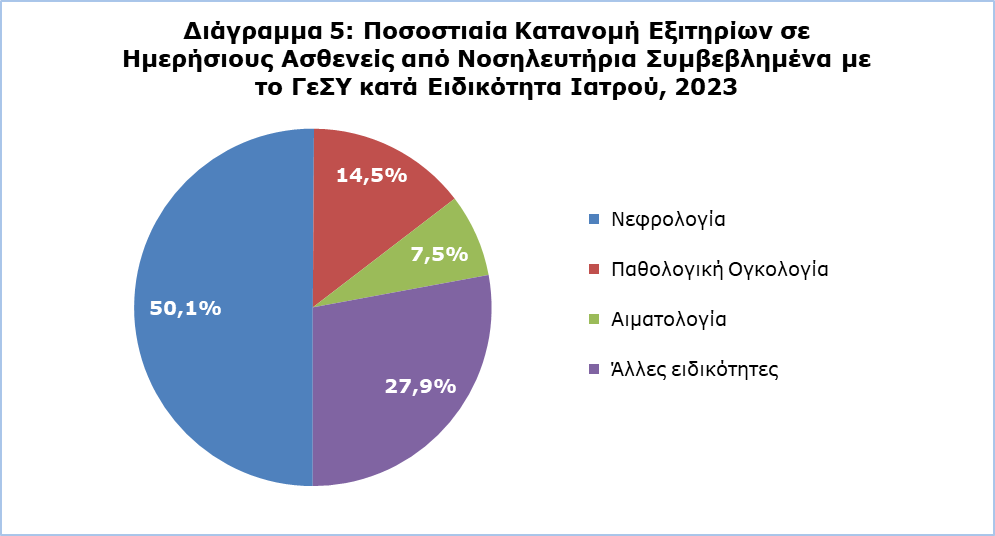 Διάγραμμα 5: Ποσοστιαία Κατανομή Εξιτηρίων σε
Ημερήσιους Ασθενείς από Νοσηλευτήρια Συμβεβλημένα με
το ΓεΣΥ κατά Ειδικότητα Ιατρού, 2023
14,5%
7,5%
50,1%
27,9%
Νεφρολογία
Παθολογική Ογκολογία
Αιματολογία
Άλλες ειδικότητες